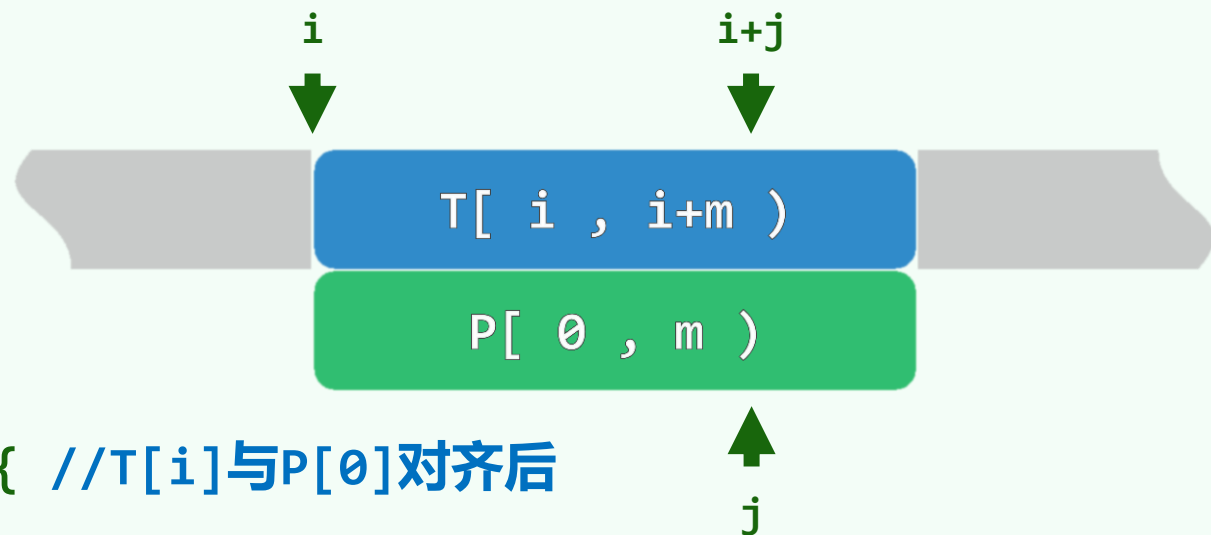 i i+j
T[ i , i+m )
P[ 0 , m )
{ //T[i]与P[0]对齐后
j